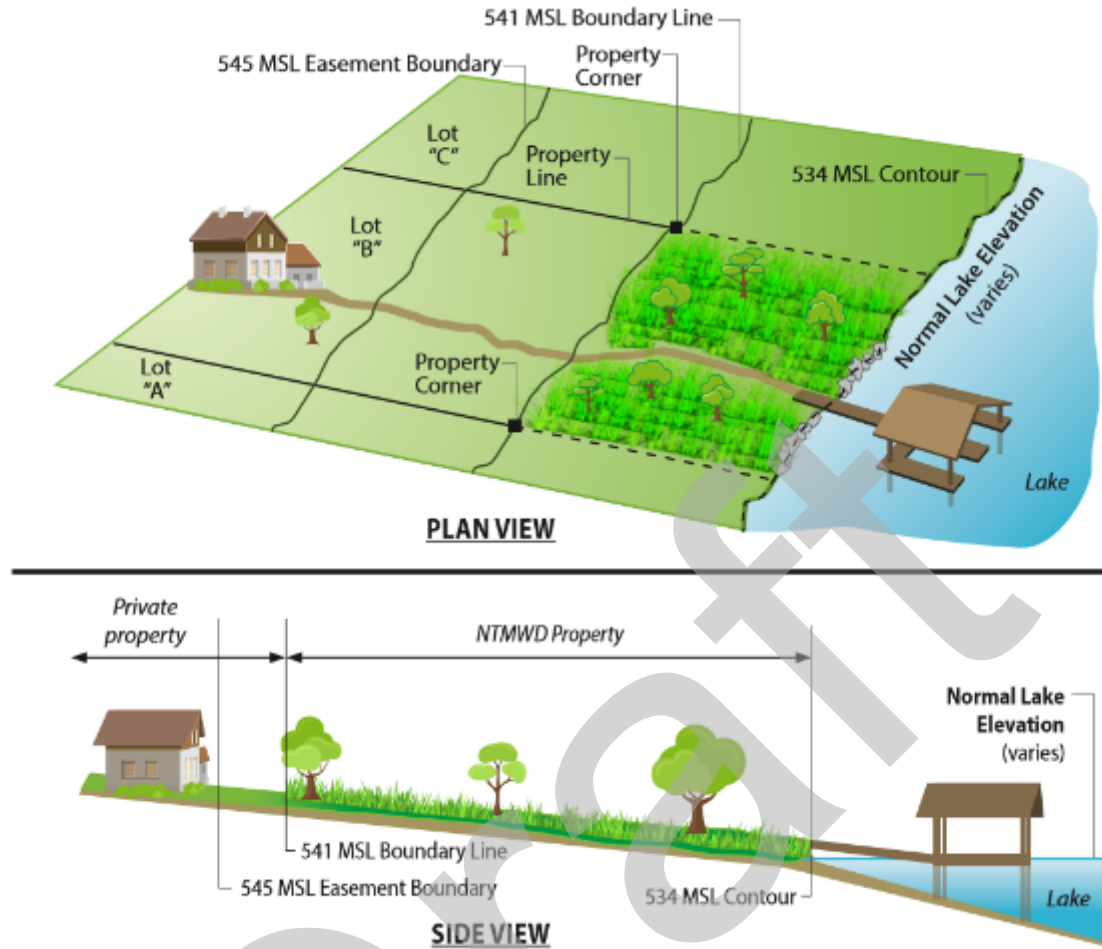 541 MSL Boundary Line
545 MSL Easement Boundary
Property
Corner
Lot
"C"
Property
Line
534 MSL Contour
Lot
"B"
Normal Lake Elevation
(varies)
Property
Corner
Lot
"A"
Lake
PLAN VIEW
Private
property
NTMWD Property
Normal Lake
Elevation
(varies)
541 MSL Boundary Line
545 MSL Easement Boundary
534 MSL Contour
Lake
SIDE VIEW
raft